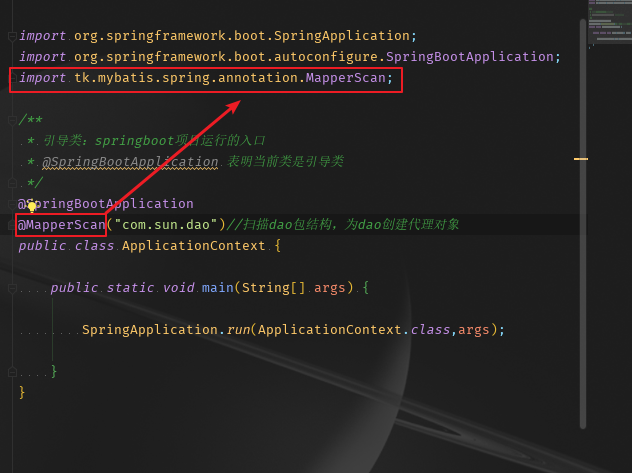 import org.springframework.boot.SpringApplication;
import org.springframework.boot.autoconfigure.SpringBootApplication;
import tk.mybatis.spring.annotation.MapperScan;
/**
* 引导类：springboot项目运行的入口
* @SpringBootApplication 表明当前类是引导类
*/
@SpringBootApplication
@MapperScan("com.sun.dao")//扫描dao包结构，为dao创建代理对象
public class ApplicationContext {
public static void main(String[] args) {
SpringApplication.run(ApplicationContext.class,args);
}
}